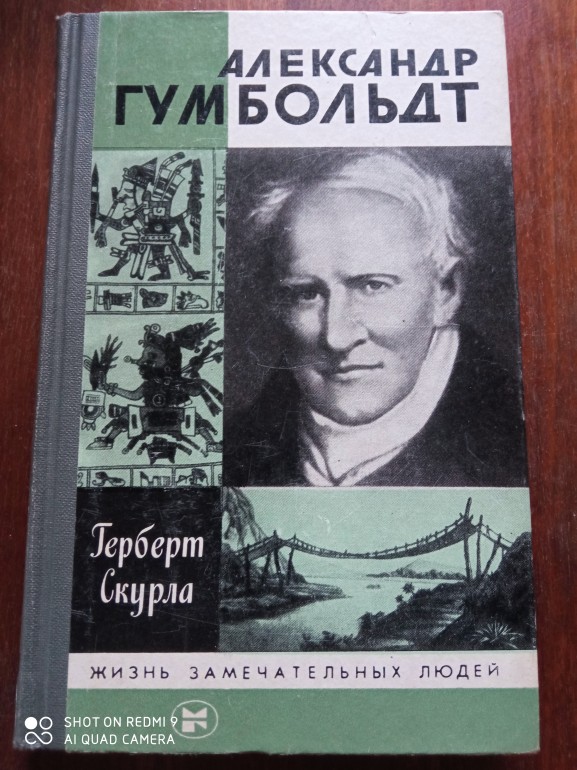 АЛЕКСАНДР
ГУМБОЛЬДТ
Герберт
Скурла
ЖИЗНЬ ЗАМЕЧАТЕЛЬНЫХ ЛЮДЕЙ
SHOT ON REDMI 9
AI QUAD CAMERA